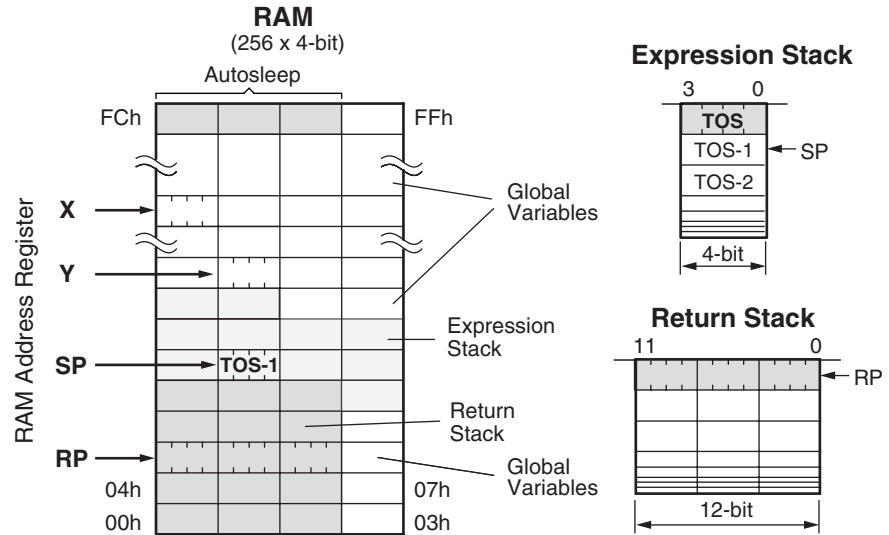 RAM
(256 x 4-bit)
Autosleep
FCh
FFh
RAM Address Register
X
Y
SP
TOS-1
RP
04h
07h
00h
03h
Global
Variables
Expression
Stack
Return
Stack
Global
Variables
Expression Stack
3 0
TOS
TOS-1
SP
TOS-2
4-bit
Return Stack
11 0
RP
12-bit